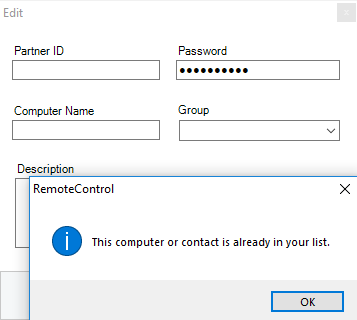 Edit
x
Partner ID
Password
Computer Name
Group
Description
RemoteControl
This computer or contact is already in your list.
OK